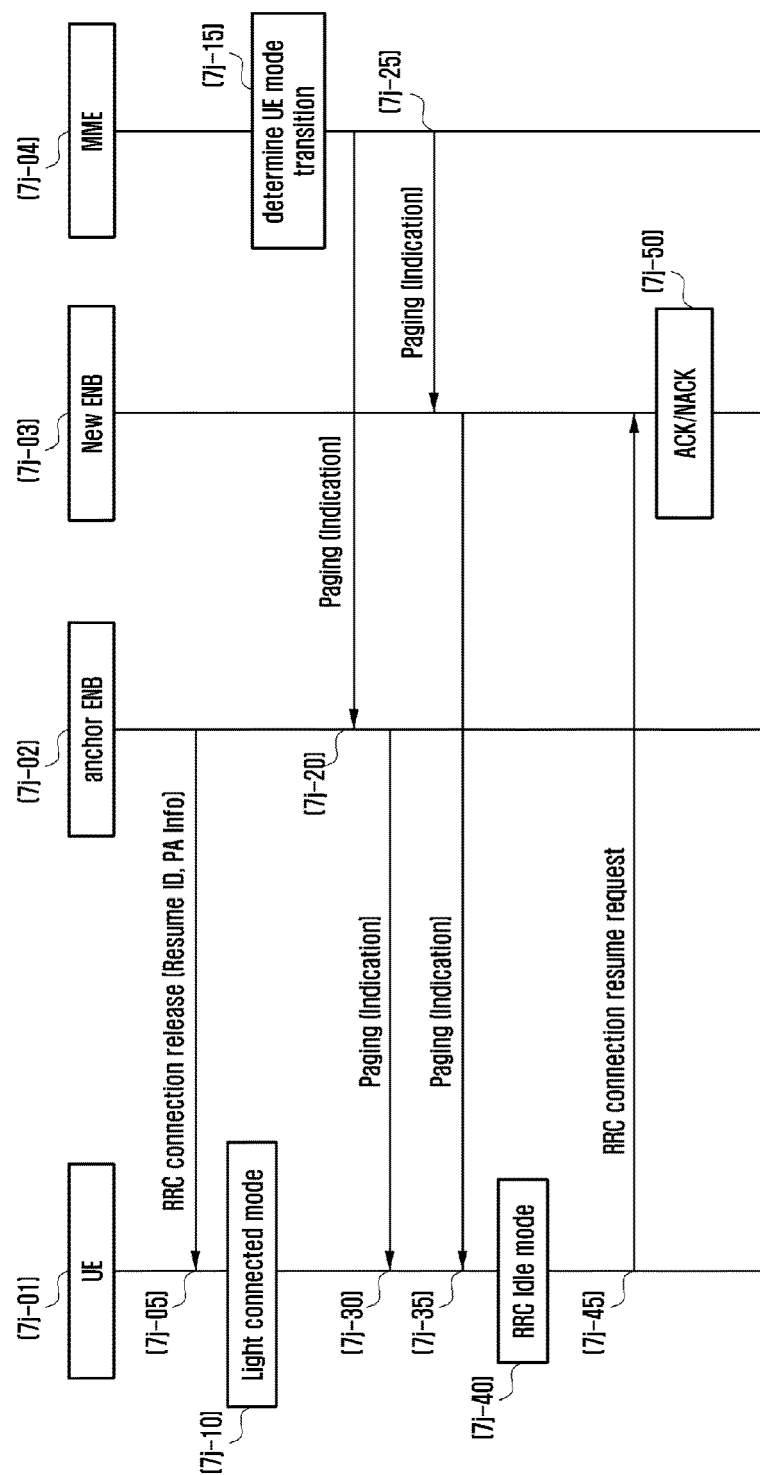 [7j-01]
UE
[7j-02]
anchor ENB
[7j-03]
New ENB
[7j-04]
MME
RRC connection release [Resume ID, PA Info]
[7j-05]
Light connected mode
[7j-10]
determine UE mode
transition
[7j-15]
Paging [Indication]
[7j-20]
Paging [Indication]
[7j-25]
Paging [Indication]
[7j-30]
Paging [Indication]
[7j-35]
RRC Idle mode
[7j-40]
RRC connection resume request
[7j-45]
ACK/NACK
[7j-50]